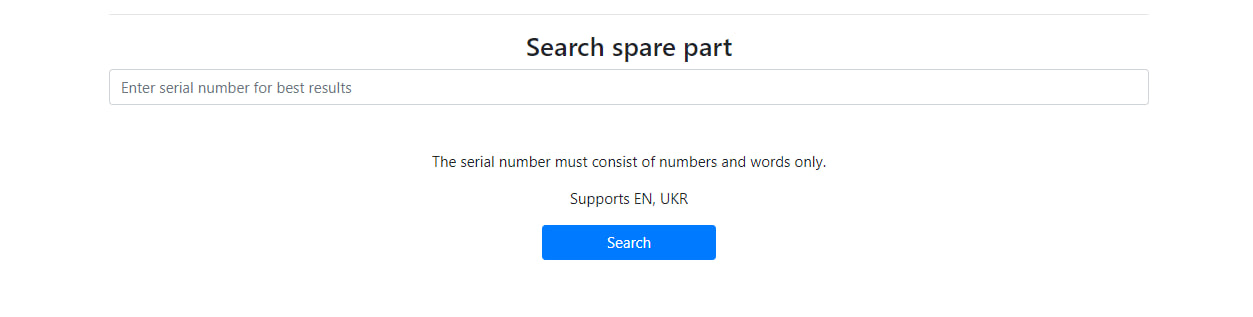 Search spare part
Enter serial number for best results
The serial number must consist of numbers and words only.
Supports EN, UKR
Search